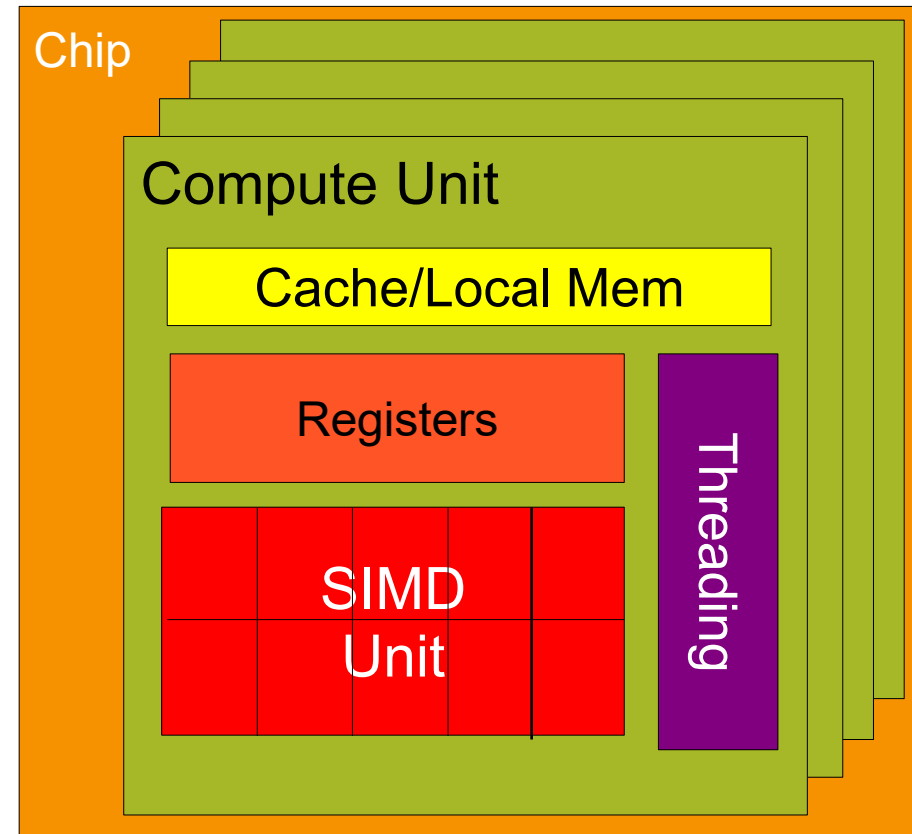 Chip
Compute Unit
Cache/Local Mem
Registers
Threading
SIMD
Unit